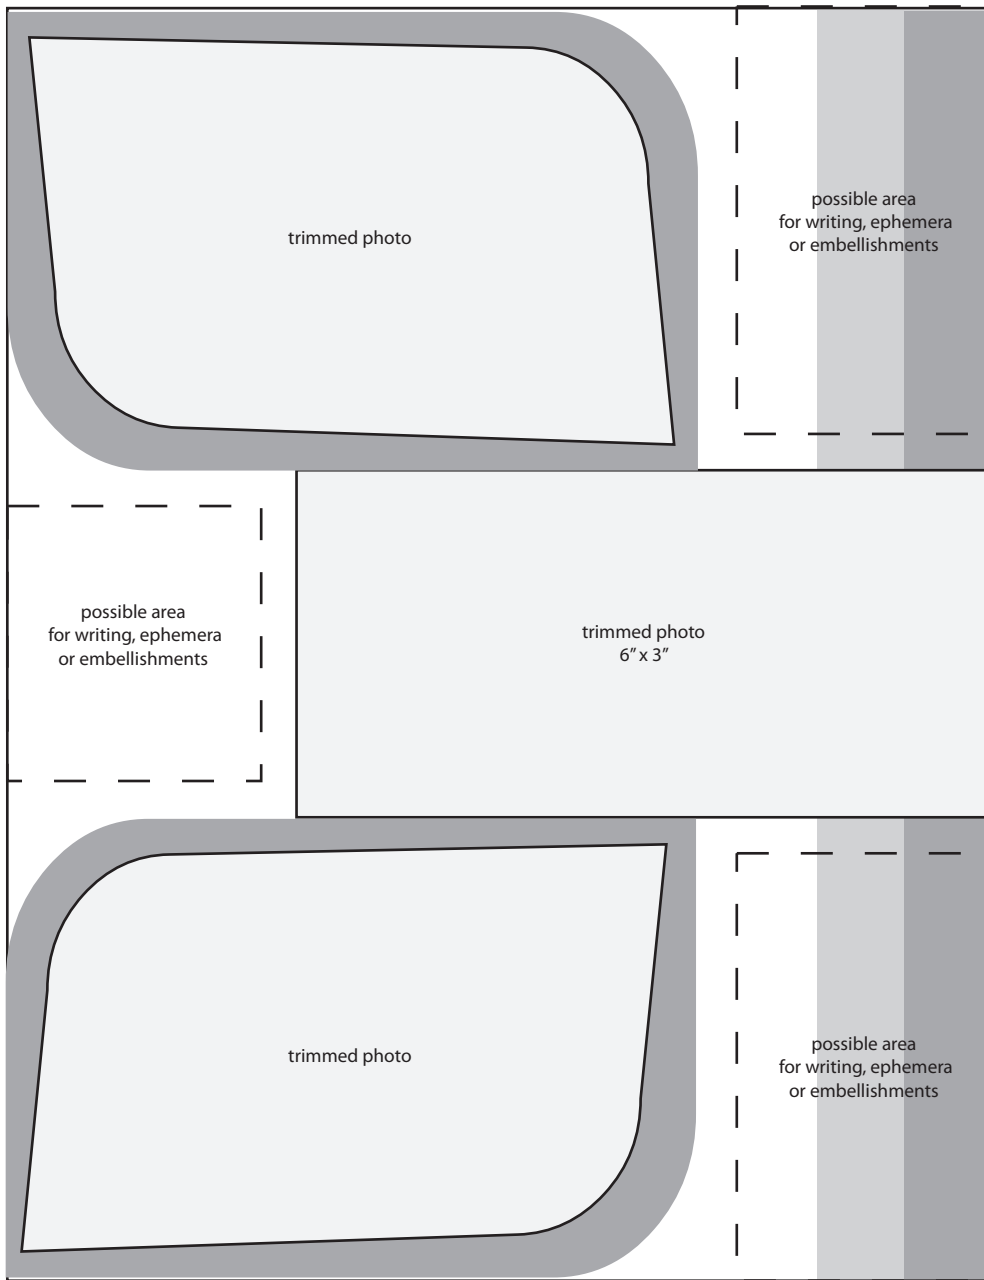 trimmed photo
possible area
for writing, ephemera
or embellishments
possible area
for writing, ephemera
or embellishments
trimmed photo
6” x 3”
trimmed photo
possible area
for writing, ephemera
or embellishments